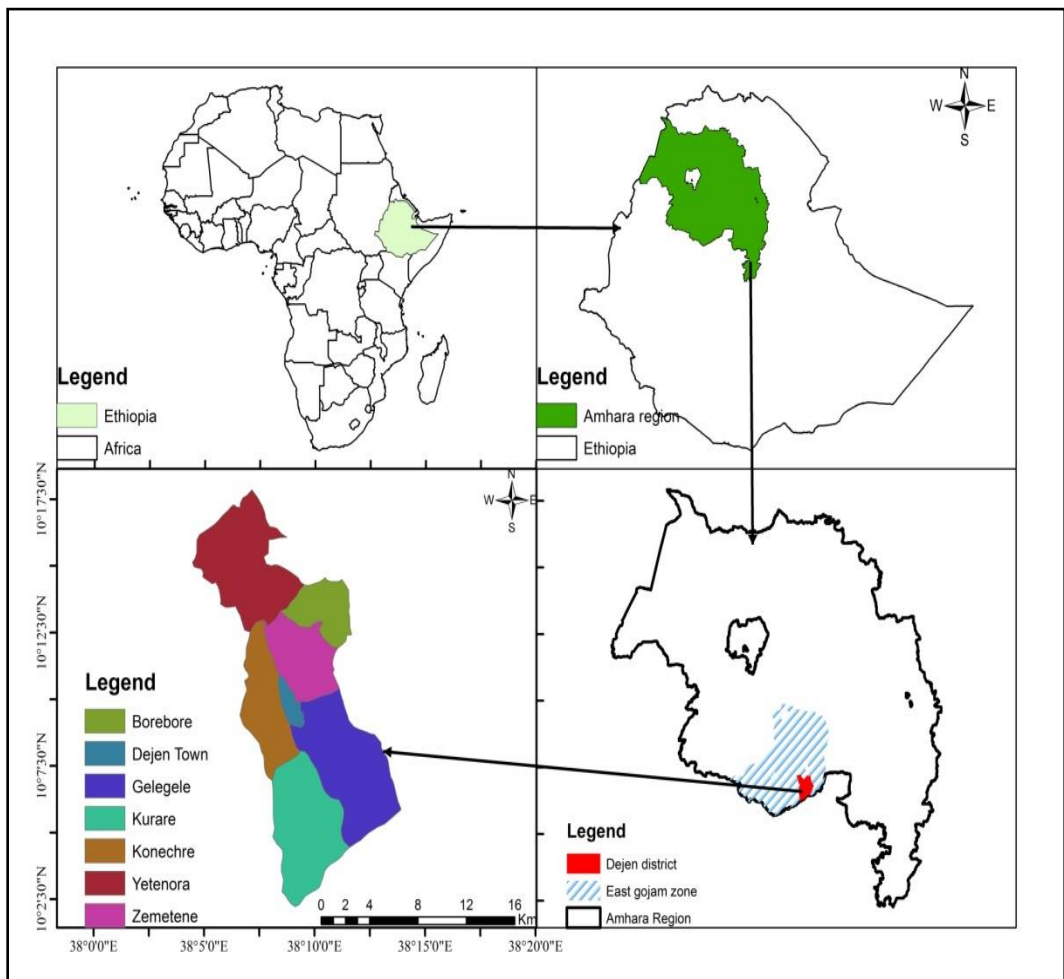 N
W E
S
Legend
Ethiopia
Africa
Legend
Amhara region
Ethiopia
N
W E
S
10°17'30"N
10°12'30"N
10°7'30"N
10°2'30"N
Legend
Borebore
Dejen Town
Gelegele
Kurare
Konechre
Yetenora
Zemetene
0 2 4 8 12 16
Km
38°0'0"E 38°5'0"E 38°10'0"E 38°15'0"E 38°20'0"E
Legend
Dejen district
East gojam zone
Amhara Region